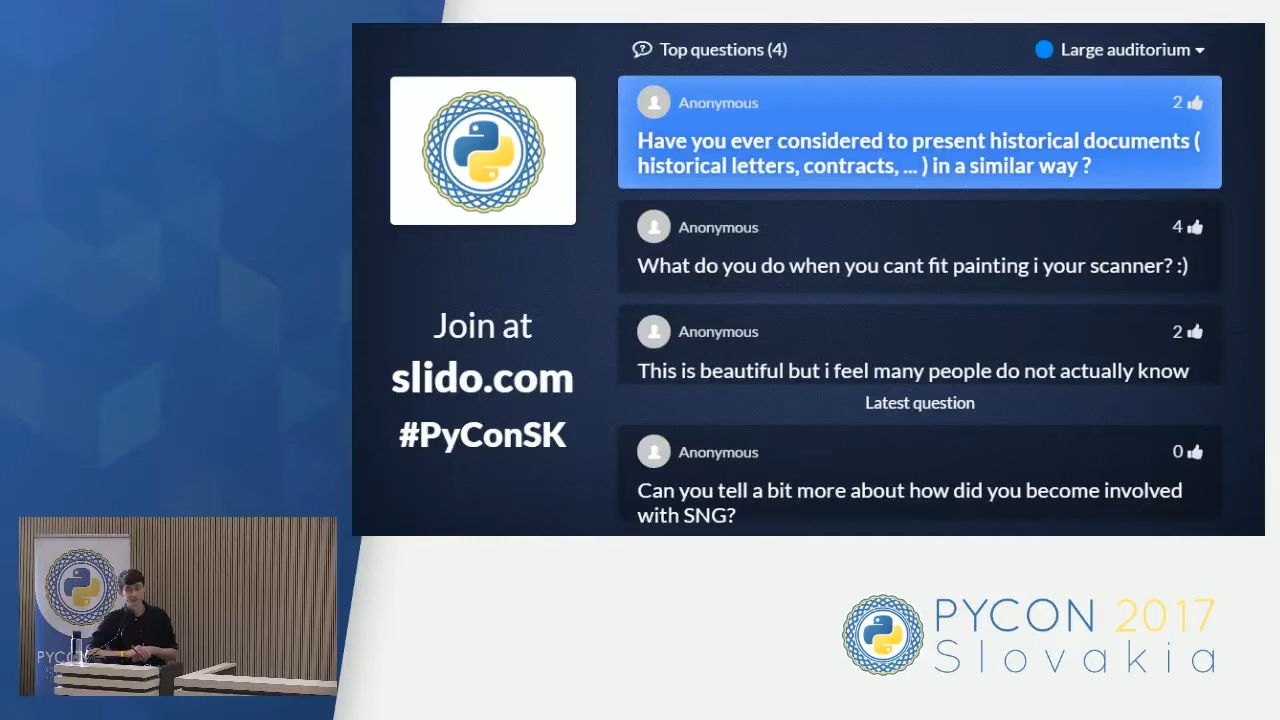 Top questions (4)
Large auditorium
Anonymous
2
Have you ever considered to present historical documents (
historical letters, contracts, ... ) in a similar way ?
Anonymous
4
What do you do when you cant fit painting i your scanner? :)
Anonymous
2
This is beautiful but i feel many people do not actually know
Latest question
Anonymous
0
Can you tell a bit more about how did you become involved
with SNG?
Join at
slido.com
#PyConSK
PYCON 2017
Slovakia
PYC